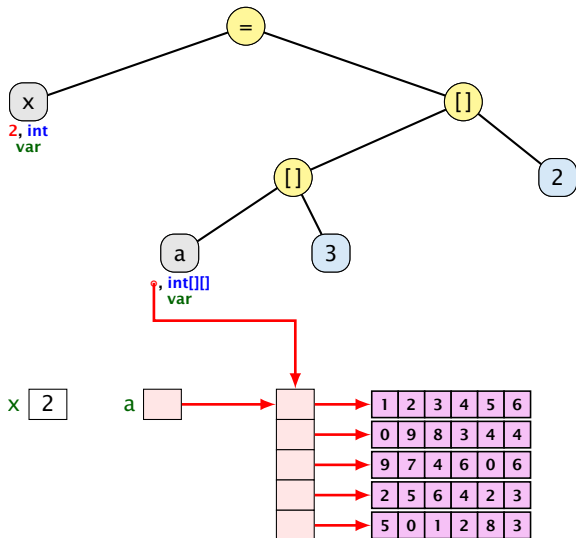 =
x
[]
2, int
var
[]
2
a
3
, int[][]
var
x 2 a
1 2 3 4 5 6
0 9 8 3 4 4
9 7 4 6 0 6
2 5 6 4 2 3
5 0 1 2 8 3